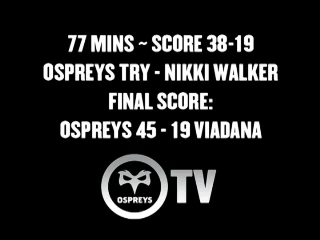 77 MINS ~ SCORE 38-19
OSPREYS TRY - NIKKI WALKER
FINAL SCORE:
OSPREYS 45 - 19 VIADANA
OSPREYS
TV